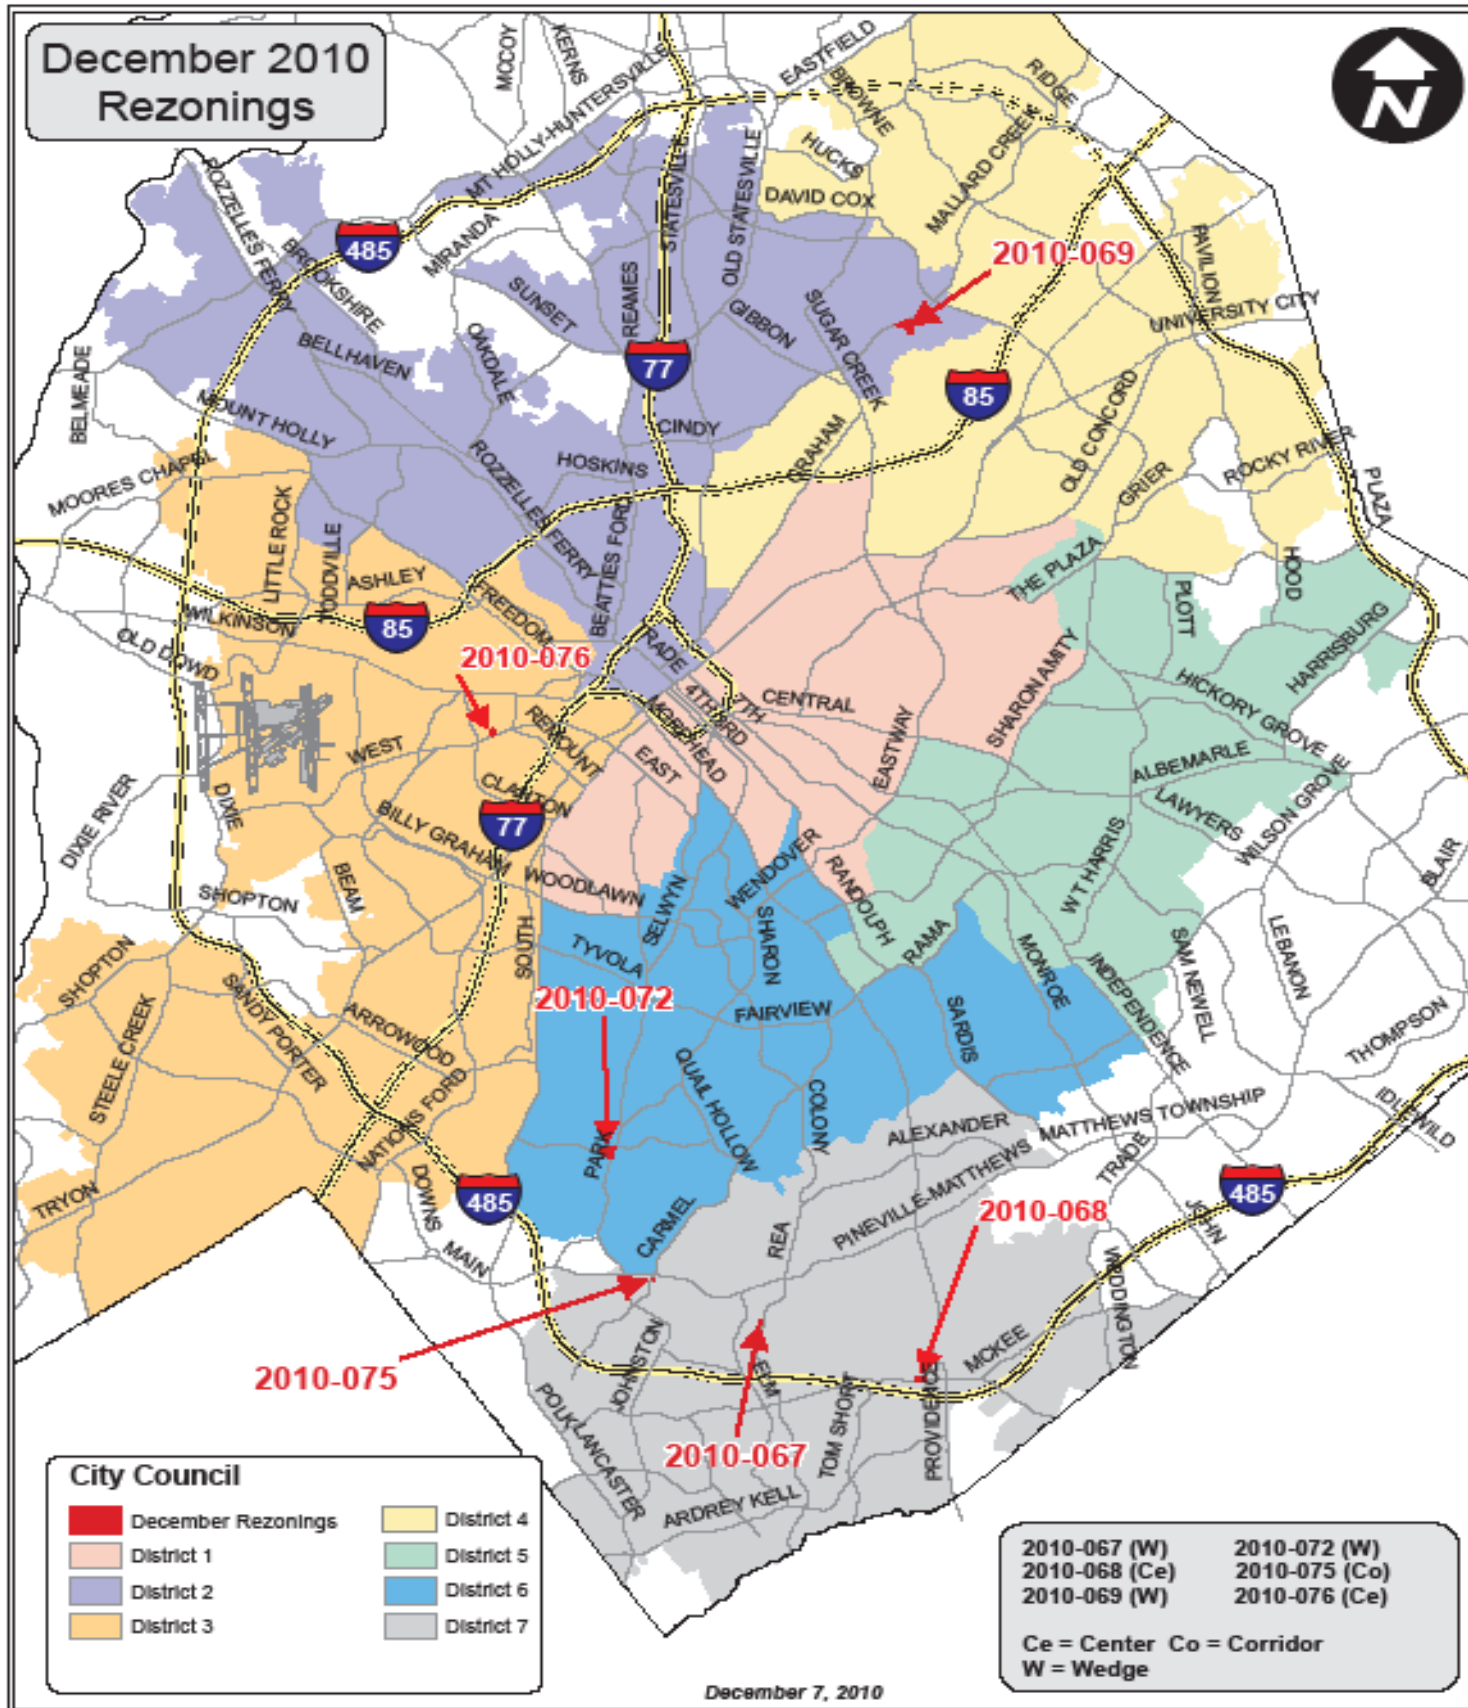 December 2010
Rezonings
N
MCCOY
KERNS
MT HOLLY-HUNTERSVILLE
EASTFIELD
BROWNE
RIDGE
HUCKS
MALLARD CREEK
DAVID COX
STATESVILLE
OLD STATESVILLE
ROZZELLES FERRY
BROOKSHIRE
485
MIRANDA
2010-069
PAVILION
UNIVERSITY CITY
SUNSET
REAMES
GIBBON
SUGAR CREEK
OAKDALE
BELLHAVEN
77
85
BELMEADE
MOUNT HOLLY
CINDY
GRAHAM
OLD CONCORD
HOSKINS
ROZZELLES FERRY
MOORES CHAPEL
GRIER
ROCKY RIVER
PLAZA
LITTLE ROCK
TODDVILLE
BEATTIES FORD
ASHLEY
FREEDOM
THE PLAZA
PLOTT
HOOD
WILKINSON
85
OLD DOWD
HARRISBURG
2010-076
TRADE
SHARON AMITY
HICKORY GROVE
4TH
3RD
7TH
CENTRAL
MOREHEAD
REMOUNT
WEST
EAST
EASTWAY
ALBEMARLE
CLANTON
DIXIE
DIXIE RIVER
LAWYERS
WILSON GROVE
BILLY GRAHAM
77
WENDOVER
RANDOLPH
W T HARRIS
BLAIR
BEAM
WOODLAWN
SHOPTON
SELWYN
SHARON
RAMA
SOUTH
TYVOLA
MONROE
INDEPENDENCE
SAM NEWELL
LEBANON
SHOPTON
SANDY PORTER
2010-072
FAIRVIEW
SARDIS
STEELE CREEK
ARROWOOD
THOMPSON
QUAIL HOLLOW
COLONY
NATIONS FORD
ALEXANDER
MATTHEWS TOWNSHIP
IDLEWILD
PARK
PINEVILLE-MATTHEWS
TRADE
TRYON
DOWNS
485
485
2010-068
JOHN
CARMEL
REA
MAIN
WEDDINGTON
2010-075
JOHNSTON
ELM
MCKEE
POLK
LANCASTER
2010-067
TOM SHORT
PROVIDENCE
ARDREY KELL
City Council
December Rezonings
District 1
District 2
District 3
District 4
District 5
District 6
District 7
2010-067 (W) 2010-072 (W)
2010-068 (Ce) 2010-075 (Co)
2010-069 (W) 2010-076 (Ce)
Ce = Center Co = Corridor
W = Wedge
December 7, 2010